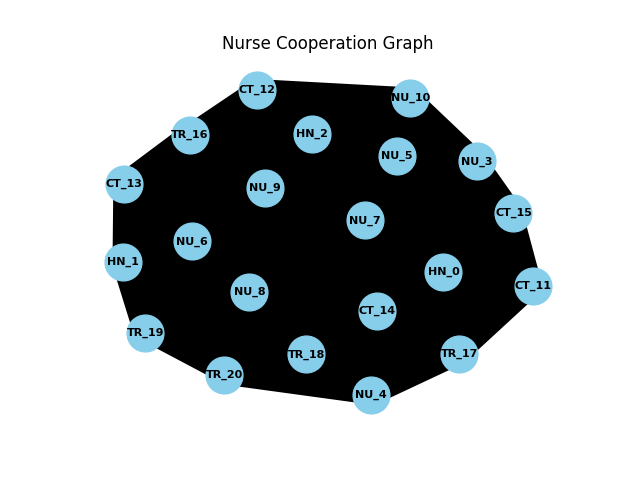 Nurse Cooperation Graph
CT_12
NU_10
HN_2
TR_16
NU_5
NU_3
CT_13
NU_9
CT_15
NU_7
NU_6
HN_1
HN_0
CT_11
NU_8
CT_14
TR_19
TR_18
TR_17
TR_20
NU_4